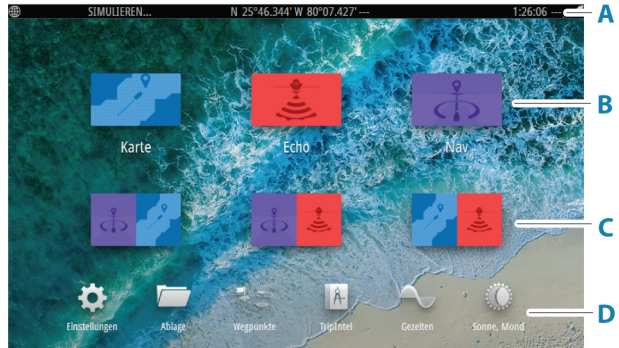 SIMULIEREN... N 25°46.344' W 80°07.427' --- 1:26:06 --- A
B
Karte Echo Nav
C
D
Einstellungen Ablage Wegpunkte TripIntel Gezeiten Sonne, Mond